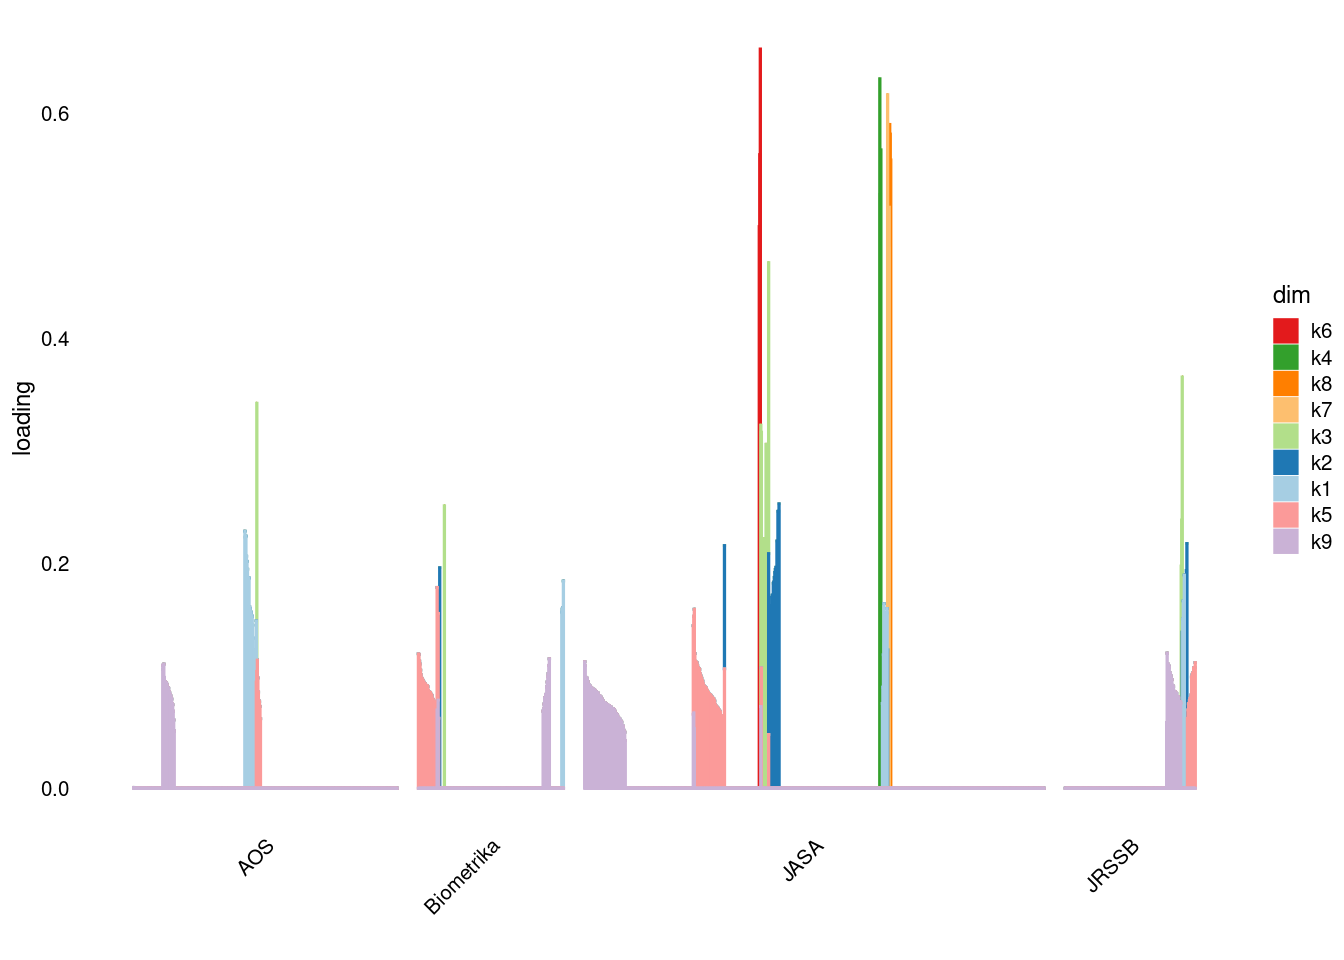 0.6
0.4
0.2
0.0
loading
AOS
Biometrika
JASA
JRSSB
dim
k6
k4
k8
k7
k3
k2
k1
k5
k9